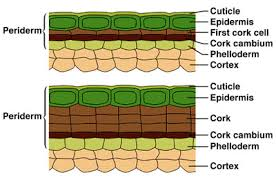 Cuticle
Epidermis
Periderm
First cork cell
Cork cambium
Phelloderm
Cortex
Cuticle
Periderm
Epidermis
Cork
Cork cambium
Phelloderm
Cortex